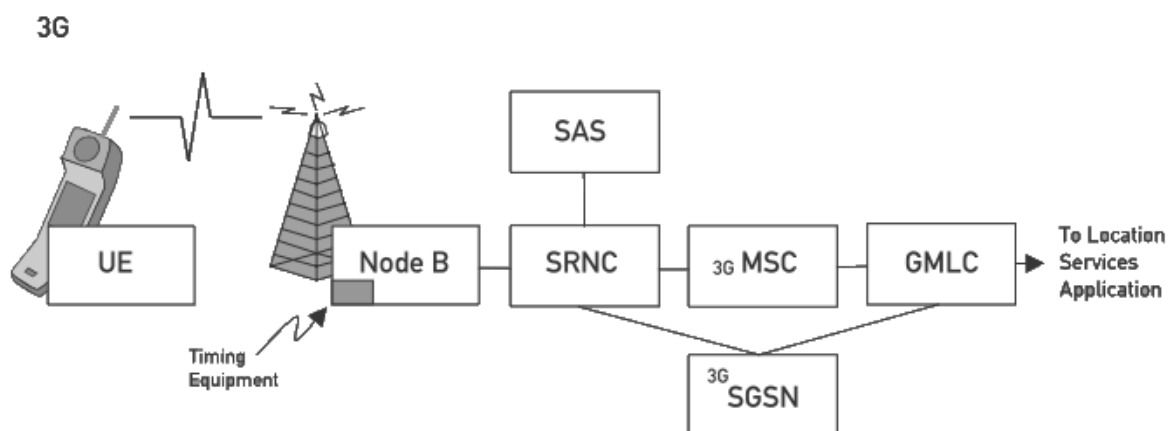 3G
SAS
UE
Node B
SRNC
3G MSC
GMLC
To Location
Services
Application
Timing
Equipment
3G SGSN